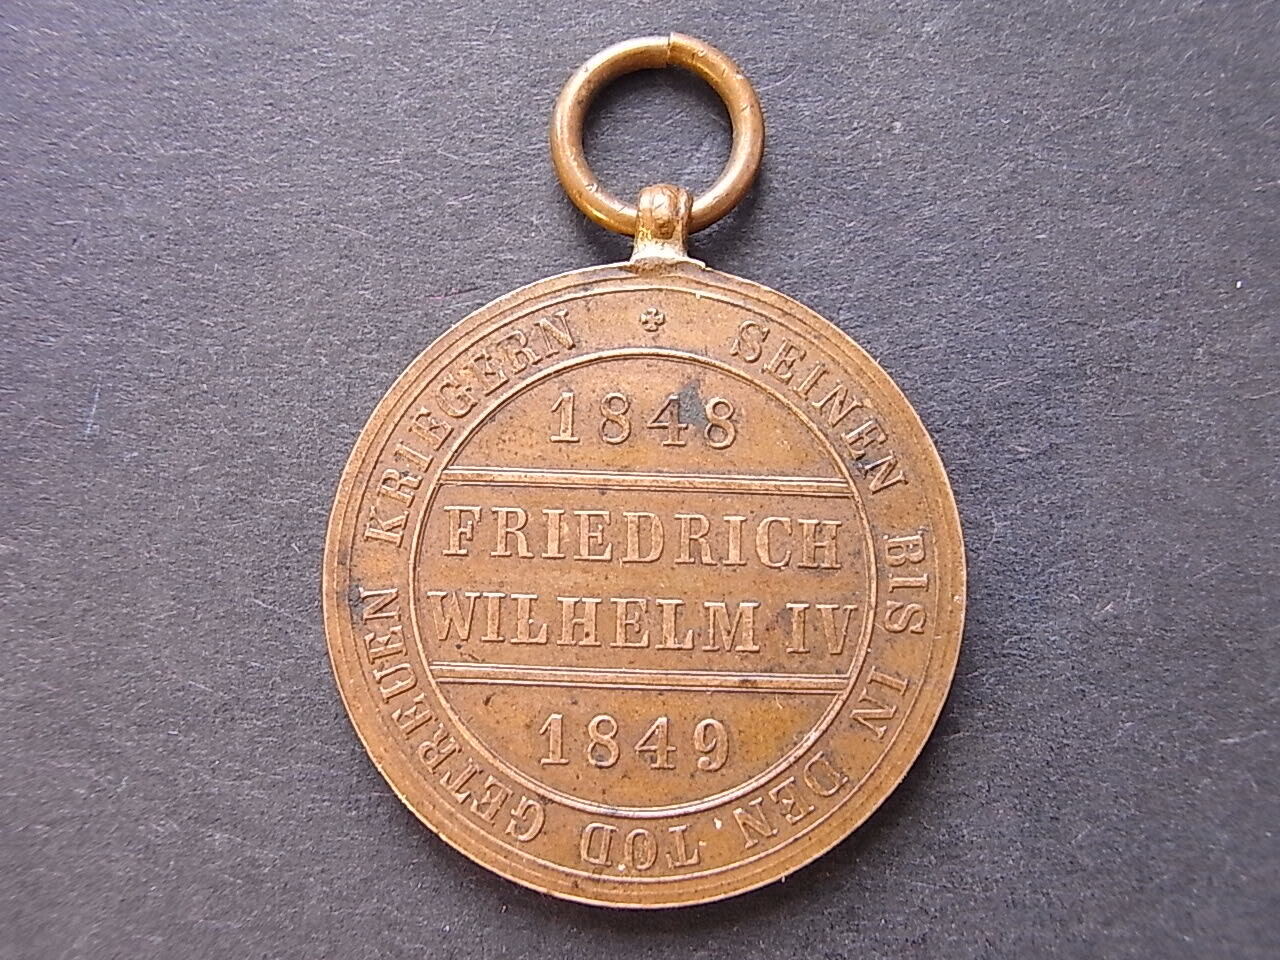 SEINEN BIS IN DEN TOD GETREUEN KRIEGERN
1848
FRIEDRICH
WILHELM IV
1849